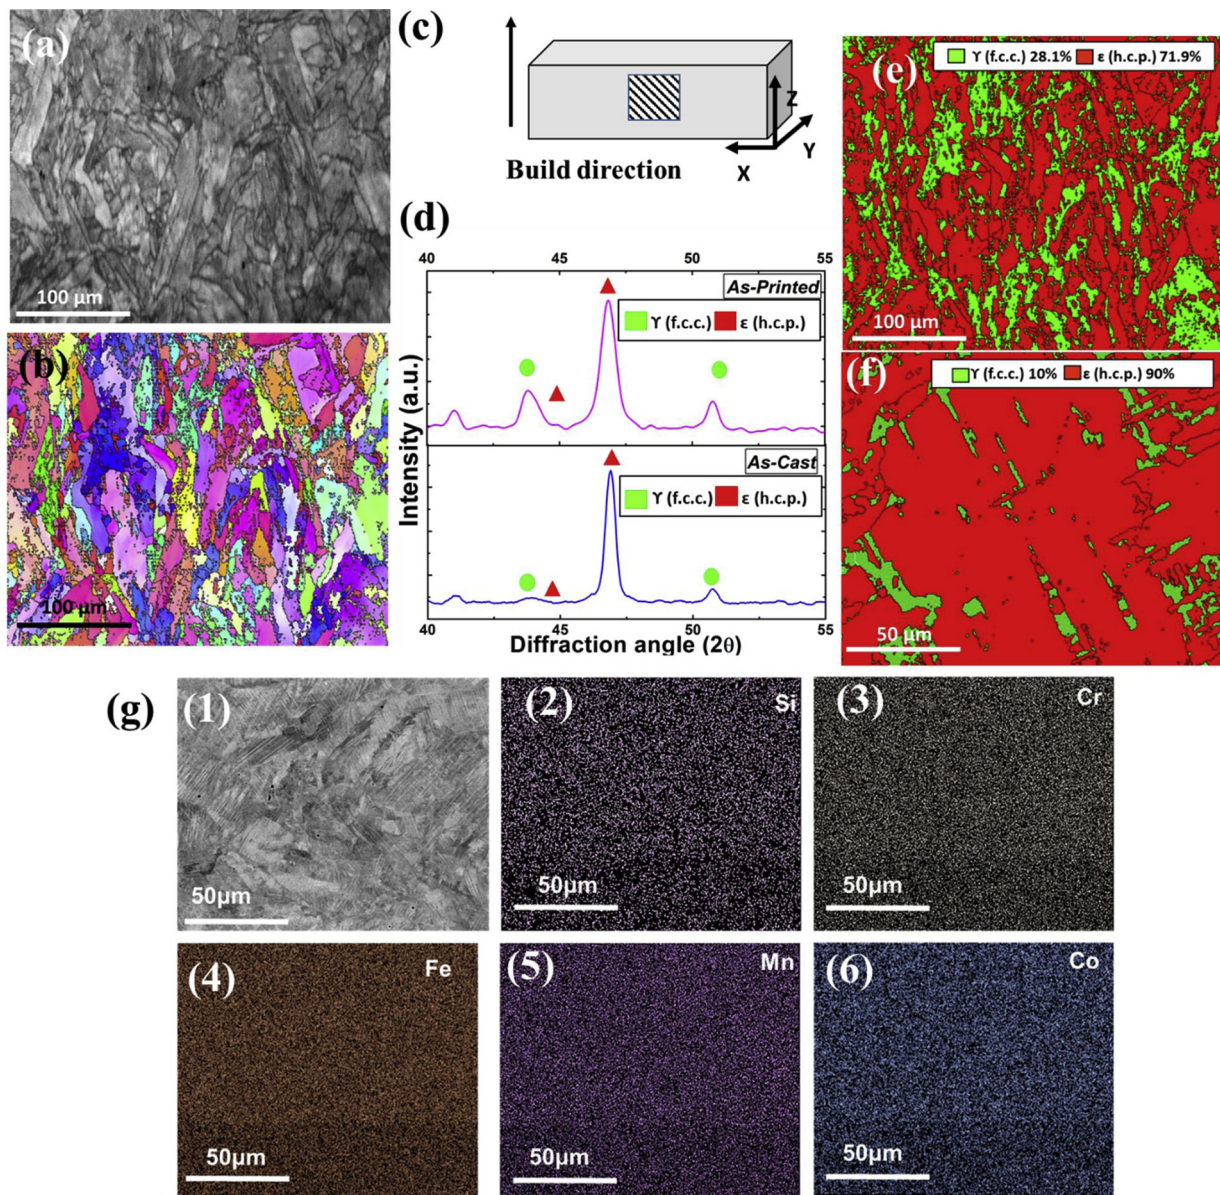 (a)
100 µm
(b)
100 µm
(c)
Build direction
Z
Y
X
(d)
40 45 50 55
As-Printed
ϒ (f.c.c.) ε (h.c.p.)
Intensity (a.u.)
As-Cast
ϒ (f.c.c.) ε (h.c.p.)
40 45 50 55
Diffraction angle (2θ)
(e)
ϒ (f.c.c.) 28.1% ε (h.c.p.) 71.9%
100 µm
(f)
ϒ (f.c.c.) 10% ε (h.c.p.) 90%
50 µm
(g)
(1)
50µm
(2)
Si
50µm
(3)
Cr
50µm
(4)
Fe
50µm
(5)
Mn
50µm
(6)
Co
50µm